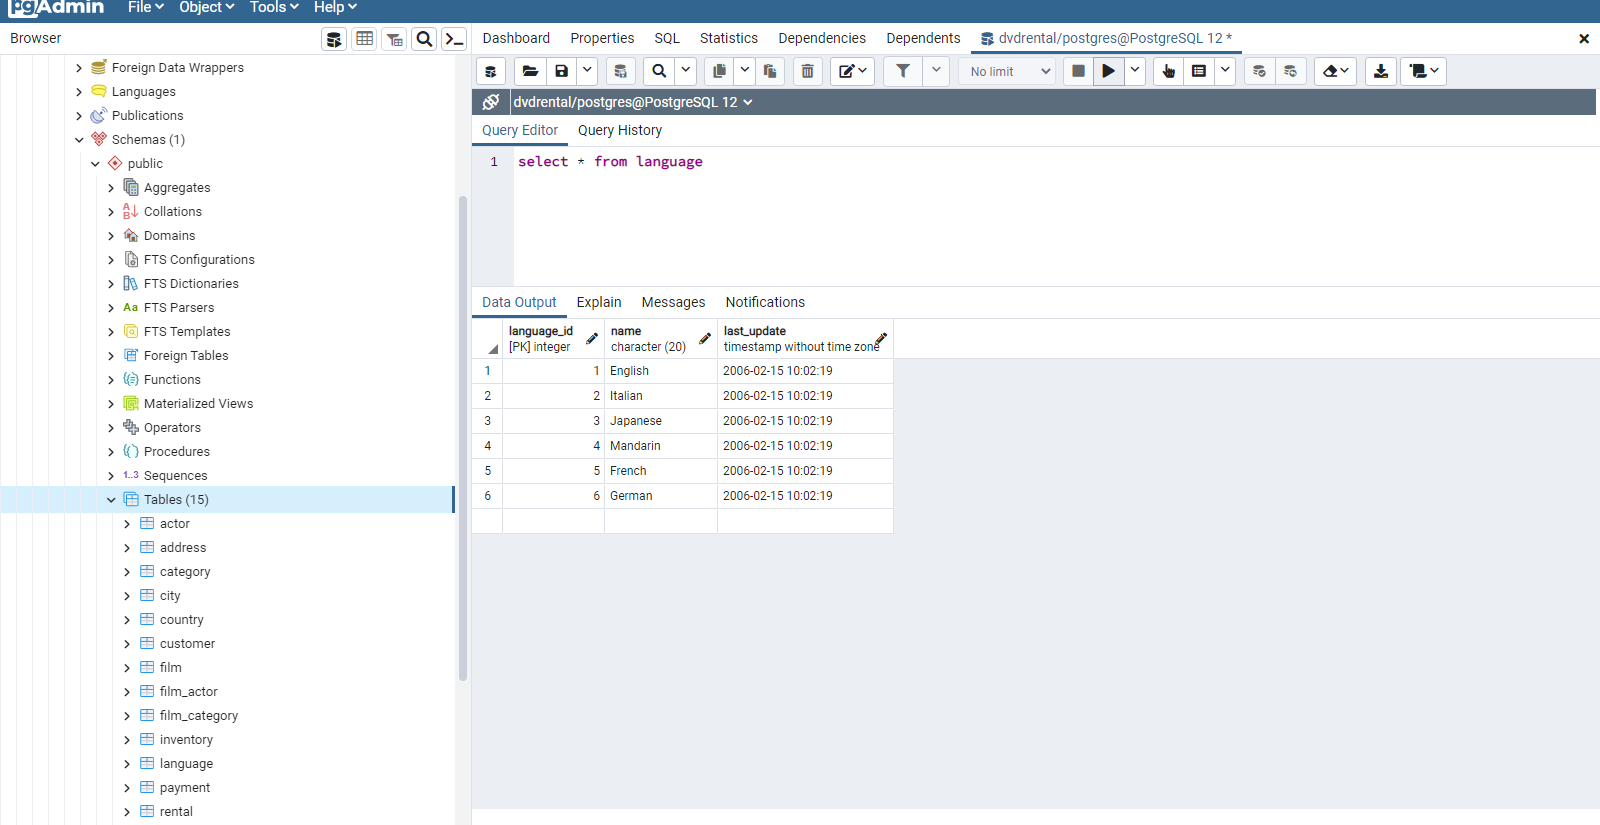 pgAdmin File Object Tools Help
Browser
Dashboard Properties SQL Statistics Dependencies Dependents dvdrental/postgres@PostgreSQL 12 *
No limit
dvdrental/postgres@PostgreSQL 12
Query Editor Query History
1 select * from language
Foreign Data Wrappers
Languages
Publications
Schemas (1)
public
Aggregates
Collations
Domains
FTS Configurations
FTS Dictionaries
Aa FTS Parsers
FTS Templates
Foreign Tables
Functions
Materialized Views
Operators
Procedures
1..3 Sequences
Tables (15)
actor
address
category
city
country
customer
film
film_actor
film_category
inventory
language
payment
rental
Data Output Explain Messages Notifications
language_id name last_update
[PK] integer character (20) timestamp without time zone
1 1 English 2006-02-15 10:02:19
2 2 Italian 2006-02-15 10:02:19
3 3 Japanese 2006-02-15 10:02:19
4 4 Mandarin 2006-02-15 10:02:19
5 5 French 2006-02-15 10:02:19
6 6 German 2006-02-15 10:02:19